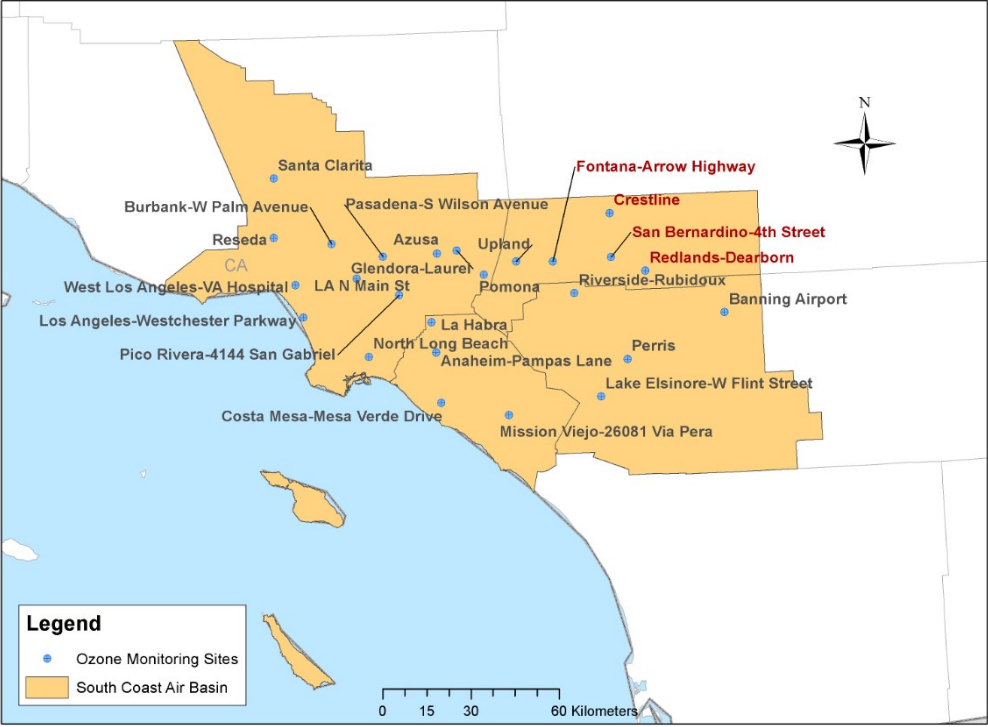 N
Fontana-Arrow Highway
Santa Clarita
Crestline
Burbank-W Palm Avenue
Pasadena-S Wilson Avenue
San Bernardino-4th Street
Reseda
Azusa
Upland
Redlands-Dearborn
CA
Glendora-Laurel
Riverside-Rubidoux
West Los Angeles-VA Hospital
LA N Main St
Pomona
Banning Airport
Los Angeles-Westchester Parkway
La Habra
North Long Beach
Perris
Pico Rivera-4144 San Gabriel
Anaheim-Pampas Lane
Lake Elsinore-W Flint Street
Costa Mesa-Mesa Verde Drive
Mission Viejo-26081 Via Pera
Legend
Ozone Monitoring Sites
South Coast Air Basin
0 15 30 60 Kilometers